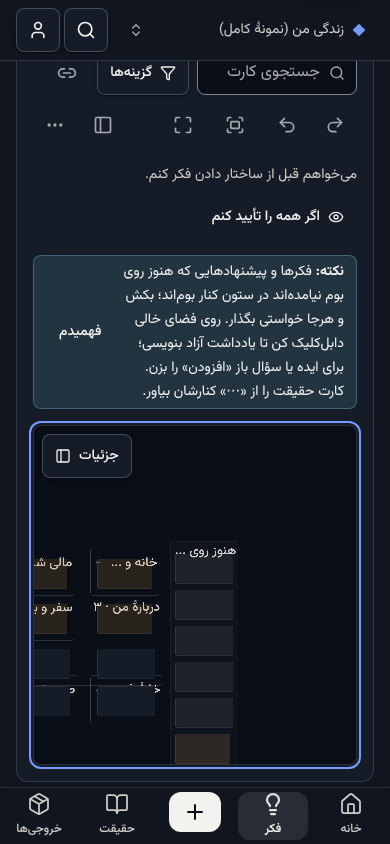 زندگی من (نمونهٔ کامل)
جستجوی کارت
گزینه‌ها
می‌خواهم قبل از ساختار دادن فکر کنم.
اگر همه را تأیید کنم
نکته: فکرها و پیشنهادهایی که هنوز روی
بوم نیامده‌اند در ستون کنار بوم‌اند؛ بکش
و هرجا خواستی بگذار. روی فضای خالی
دابل‌کلیک کن تا یادداشت آزاد بنویسی؛
برای ایده یا سؤال باز «افزودن» را بزن.
کارت حقیقت را از «⋯» کنارشان بیاور.
فهمیدم
جزئیات
هنوز روی ...
خانه و ...
مالی
دربارهٔ من · ۳
سفر و
خانه
فکر
حقیقت
خروجی‌ها